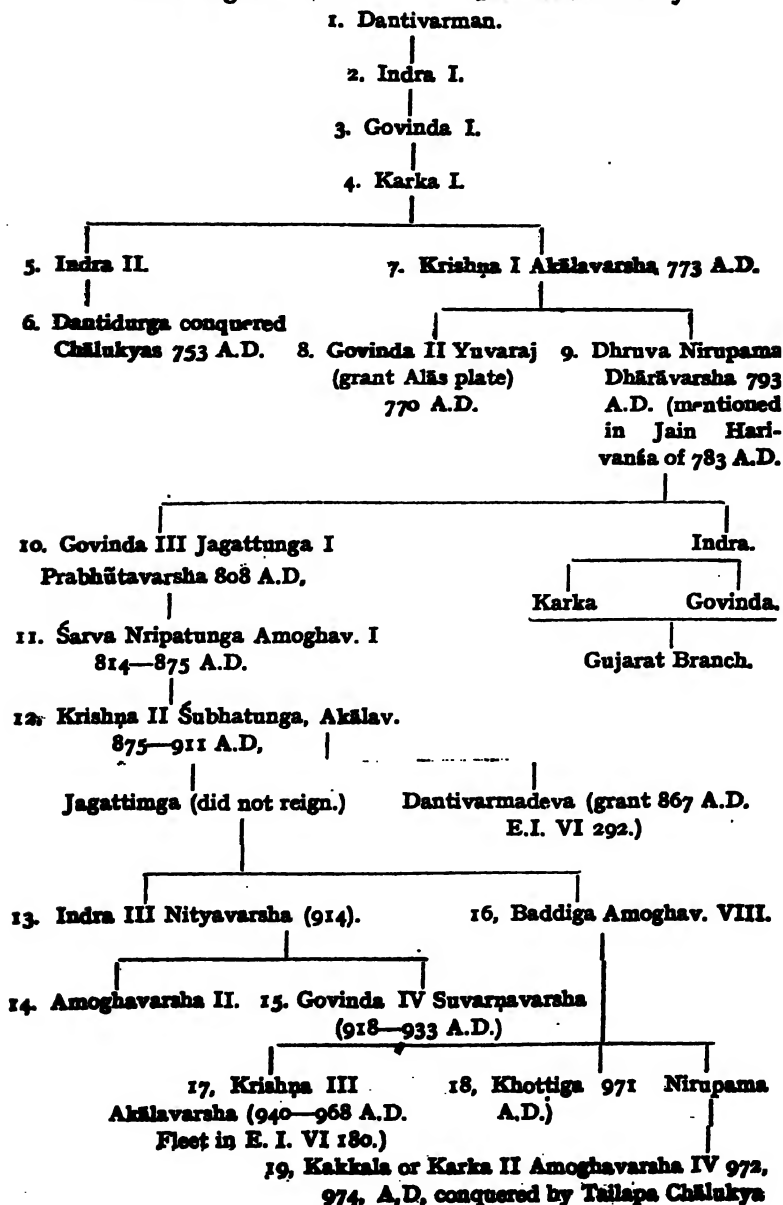 1. Dantivarman.
2. Indra I.
3. Govinda I.
4. Karka I.
5. Indra II.
7. Krishṇa I Akālavarsha 773 A.D.
6. Dantidurga conquered
Chālukyas 753 A.D.
8. Govinda II Yuvaraj
(grant Alās plate)
770 A.D.
9. Dhruva Nirupama
Dhārāvarsha 793
A.D. (mentioned
in Jain Hari-
vanśa of 783 A.D.
10. Govinda III Jagattunga I
Prabhūtavarsha 808 A.D,
Indra.
Karka Govinda.
Gujarat Branch.
11. Śarva Nripatunga Amoghav. I
814—875 A.D.
12. Krishṇa II Śubhatunga, Akālav.
875—911 A.D,
Jagattimga (did not reign.)
Dantivarmadeva (grant 867 A.D.
E.I. VI 292.)
13. Indra III Nityavarsha (914).
16, Baddiga Amoghav. VIII.
14. Amoghavarsha II.
15. Govinda IV Suvarṇavarsha
(918—933 A.D.)
17, Krishṇa III
Akālavarsha (940—968 A.D.
Fleet in E. I. VI 180.)
18, Khottiga 971
A.D.)
Nirupama
19, Kakkala or Karka II Amoghavarsha IV 972,
974, A,D, conquered by Tailapa Chālukya